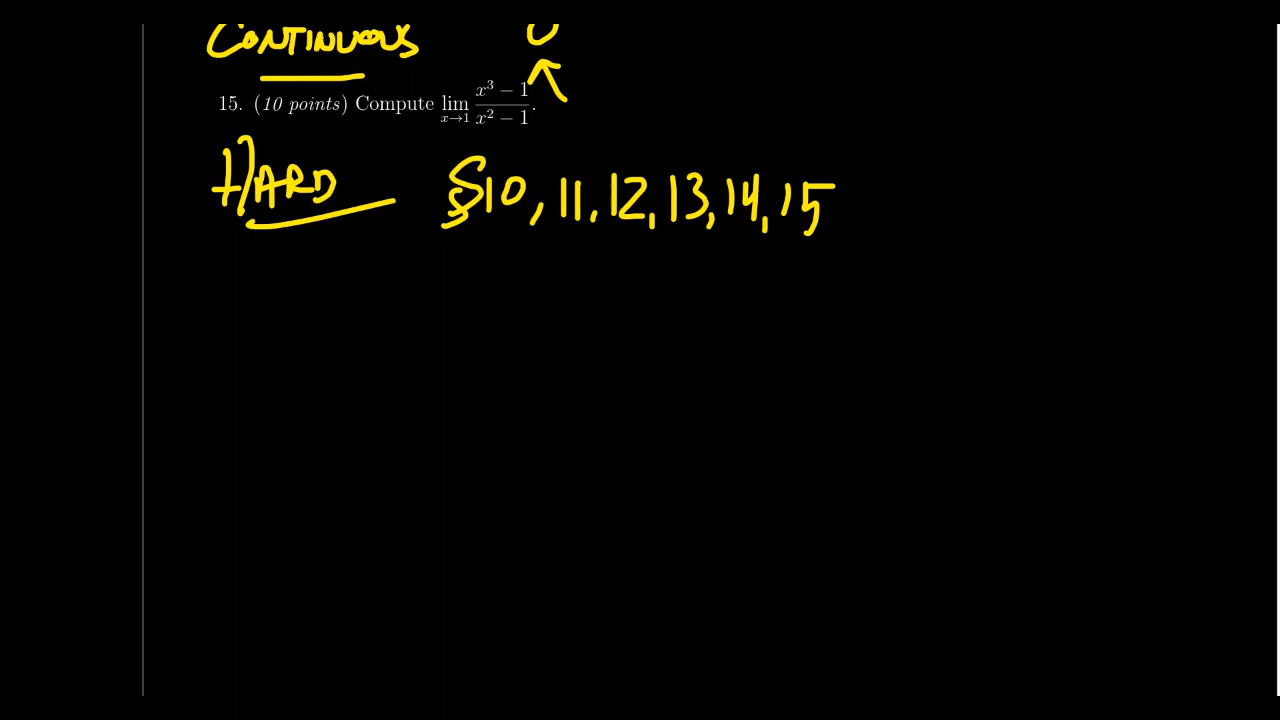 CONTINUOUS
15. (10 points) Compute lim x→1 x³ − 1 / x² − 1.
HARD §10, 11, 12, 13, 14, 15